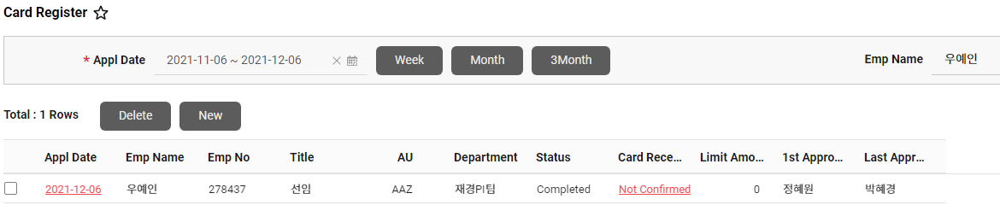 Card Register
* Appl Date 2021-11-06 ~ 2021-12-06 Week Month 3Month Emp Name 우예인
Total : 1 Rows Delete New
Appl Date Emp Name Emp No Title AU Department Status Card Rece... Limit Amo... 1st Appro... Last Appr...
2021-12-06 우예인 278437 선임 AAZ 재경PI팀 Completed Not Confirmed 0 정혜원 박혜경